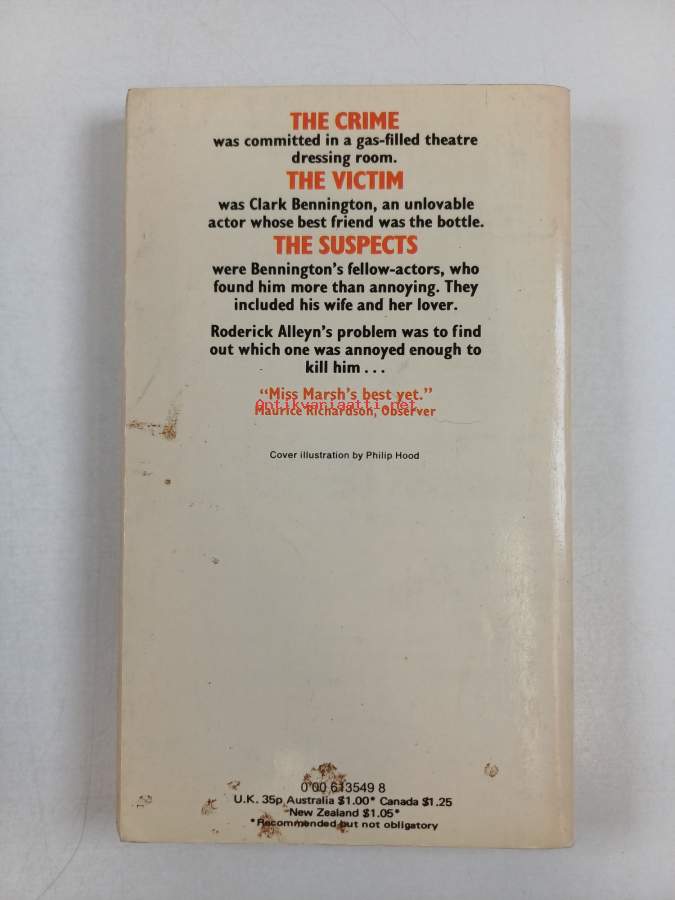 THE CRIME
was committed in a gas-filled theatre
dressing room.
THE VICTIM
was Clark Bennington, an unlovable
actor whose best friend was the bottle.
THE SUSPECTS
were Bennington's fellow-actors, who
found him more than annoying. They
included his wife and her lover.
Roderick Alleyn's problem was to find
out which one was annoyed enough to
kill him . . .
"Miss Marsh's best yet."
Antikvariaatti.net
Maurice Richardson, Observer
Cover illustration by Philip Hood
0 00 613549 8
U.K. 35p Australia $1.00* Canada $1.25
New Zealand $1.05*
*Recommended but not obligatory